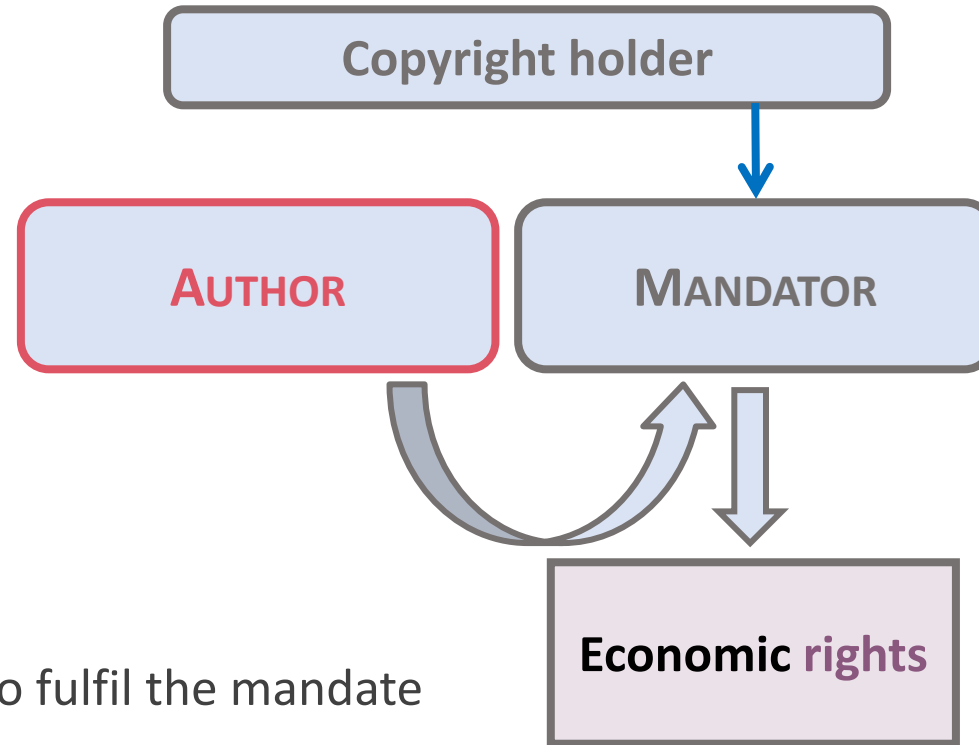 Copyright holder
AUTHOR
MANDATOR
Economic rights
o fulfil the mandate